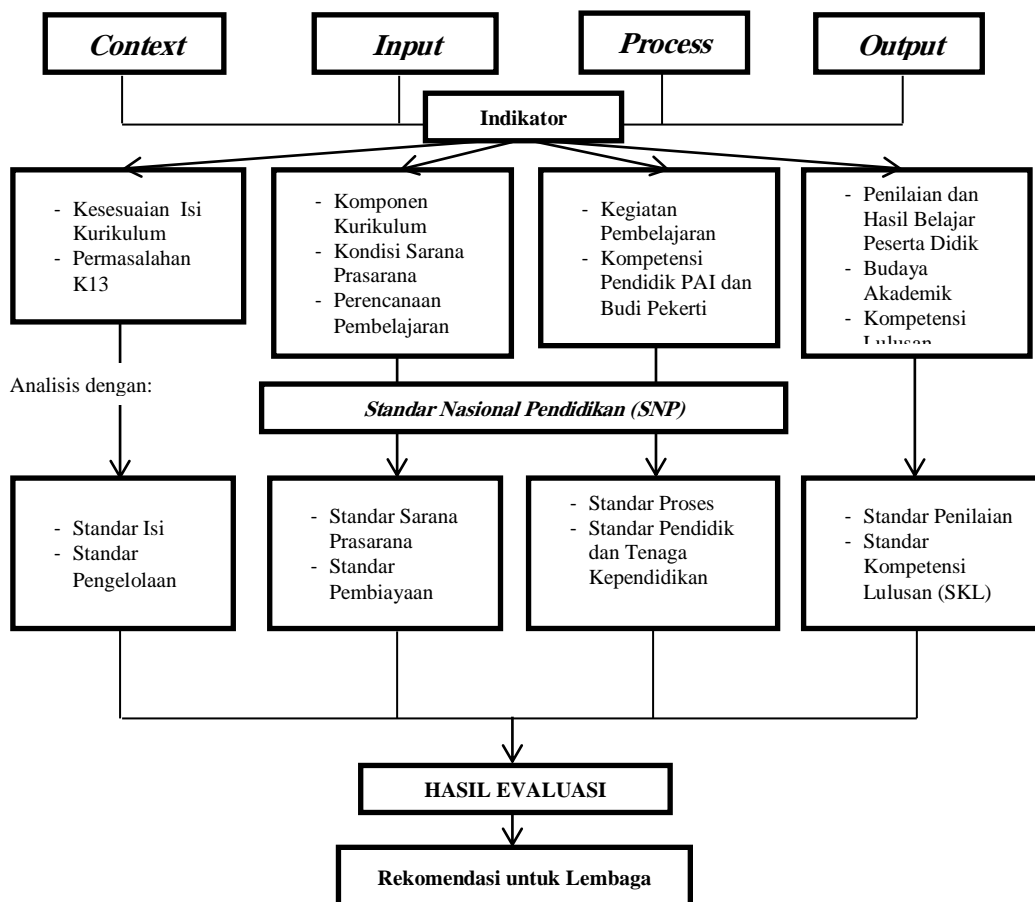 Context
Input
Process
Output
Indikator
- Kesesuaian Isi
Kurikulum
- Permasalahan
K13
- Komponen
Kurikulum
- Kondisi Sarana
Prasarana
- Perencanaan
Pembelajaran
- Kegiatan
Pembelajaran
- Kompetensi
Pendidik PAI dan
Budi Pekerti
- Penilaian dan
Hasil Belajar
Peserta Didik
- Budaya
Akademik
- Kompetensi
Lulusan
Analisis dengan:
Standar Nasional Pendidikan (SNP)
- Standar Isi
- Standar
Pengelolaan
- Standar Sarana
Prasarana
- Standar
Pembiayaan
- Standar Proses
- Standar Pendidik
dan Tenaga
Kependidikan
- Standar Penilaian
- Standar
Kompetensi
Lulusan (SKL)
HASIL EVALUASI
Rekomendasi untuk Lembaga